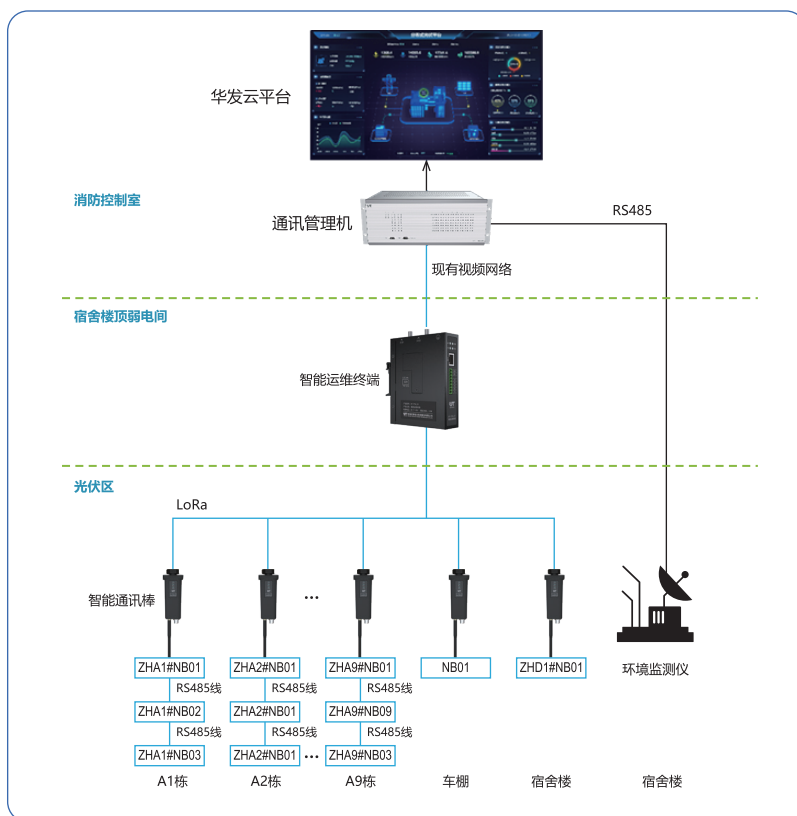 华发云平台
消防控制室
通讯管理机
RS485
现有视频网络
宿舍楼顶弱电间
智能运维终端
光伏区
LoRa
智能通讯棒
...
ZHA1#NB01
ZHA2#NB01
ZHA9#NB01
NB01
ZHD1#NB01
环境监测仪
RS485线
RS485线
RS485线
ZHA1#NB02
ZHA2#NB01
ZHA9#NB09
RS485线
RS485线
RS485线
ZHA1#NB03
ZHA2#NB01
...
ZHA9#NB03
A1栋
A2栋
A9栋
车棚
宿舍楼
宿舍楼